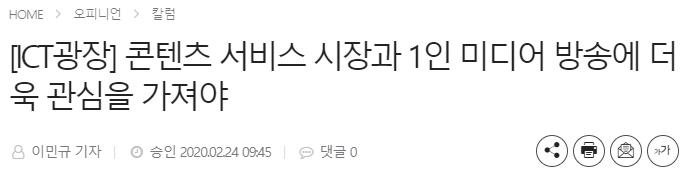 HOME > 오피니언 > 칼럼
[ICT광장] 콘텐츠 서비스 시장과 1인 미디어 방송에 더
욱 관심을 가져야
이민규 기자 | 승인 2020.02.24 09:45 | 댓글 0 가가